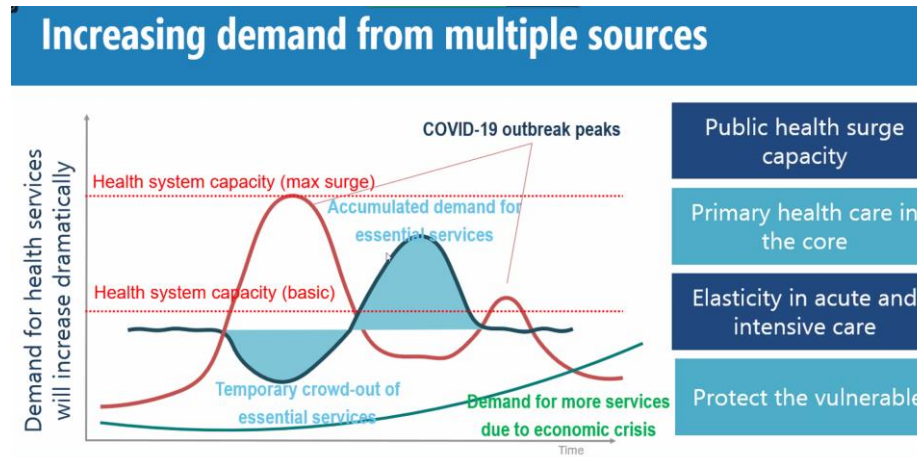 Increasing demand from multiple sources
Demand for health services
will increase dramatically
COVID-19 outbreak peaks
Health system capacity (max surge)
Accumulated demand for
essential services
Health system capacity (basic)
Temporary crowd-out of
essential services
Demand for more services
due to economic crisis
Time
Public health surge
capacity
Primary health care in
the core
Elasticity in acute and
intensive care
Protect the vulnerable